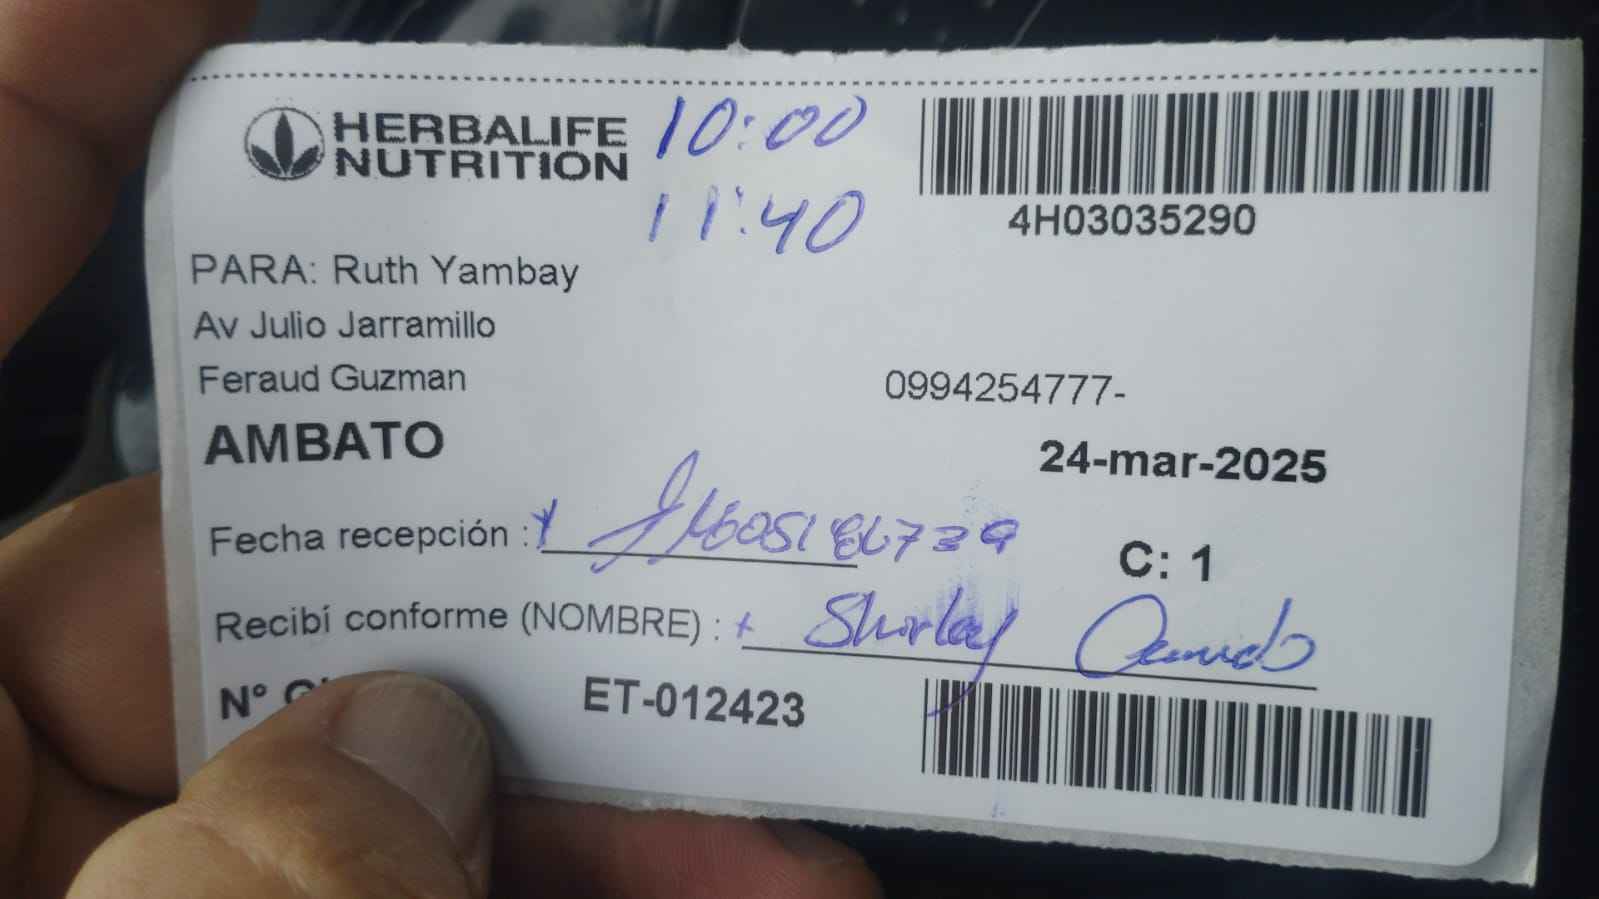 HERBALIFE
NUTRITION
10:00
11:40
4H03035290
PARA: Ruth Yambay
Av Julio Jarramillo
Feraud Guzman
0994254777-
AMBATO
24-mar-2025
Fecha recepción :
C: 1
Recibí conforme (NOMBRE) : Shirley
N°
ET-012423